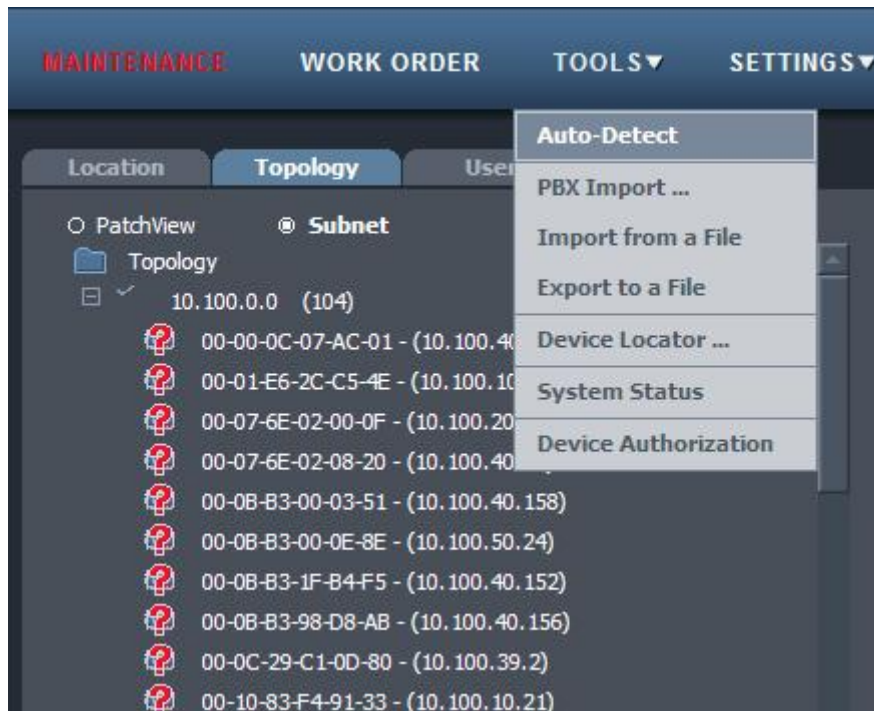 MAINTENANCE WORK ORDER TOOLS▼ SETTINGS▼
Auto-Detect
PBX Import ...
Import from a File
Export to a File
Device Locator ...
System Status
Device Authorization
Location Topology
PatchView Subnet
Topology
10.100.0.0 (104)
00-00-0C-07-AC-01 - (10.100.40
00-01-E6-2C-C5-4E - (10.100.10
00-07-6E-02-00-0F - (10.100.20
00-07-6E-02-08-20 - (10.100.40
00-0B-B3-00-03-51 - (10.100.40.158)
00-0B-B3-00-0E-8E - (10.100.50.24)
00-0B-B3-1F-B4-F5 - (10.100.40.152)
00-0B-B3-98-D8-AB - (10.100.40.156)
00-0C-29-C1-0D-80 - (10.100.39.2)
00-10-83-F4-91-33 - (10.100.10.21)